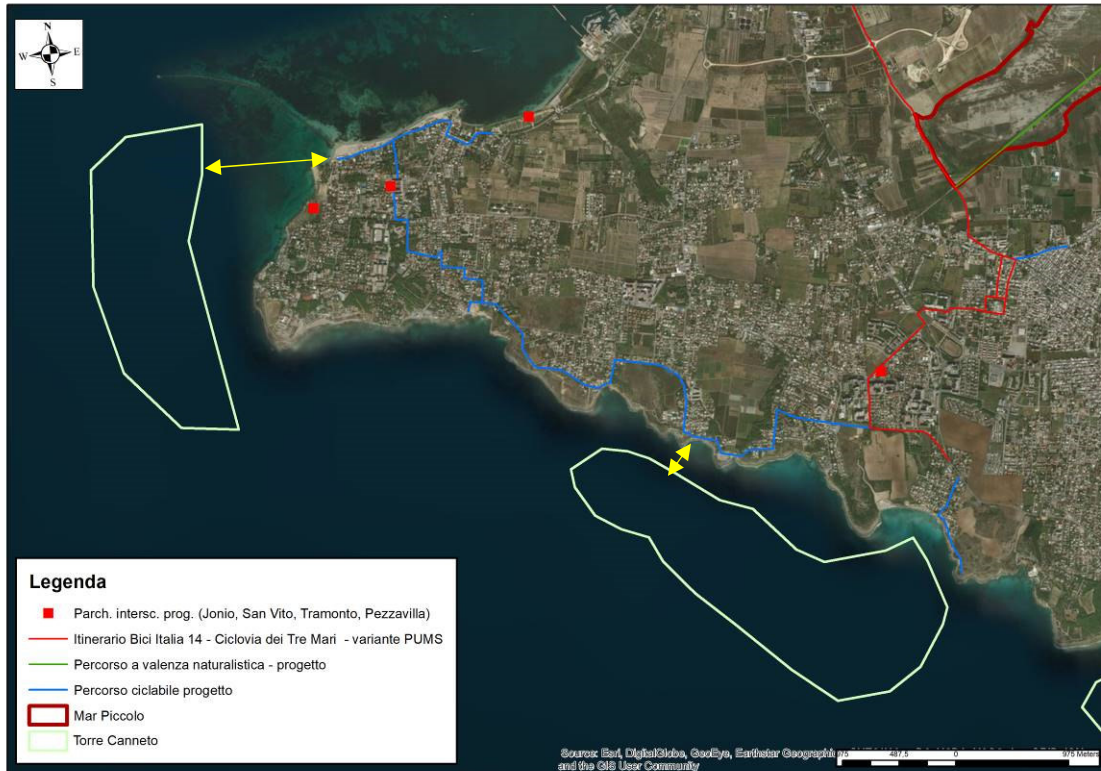 N
W E
S
Legenda
Parch. intersc. prog. (Jonio, San Vito, Tramonto, Pezzavilla)
Itinerario Bici Italia 14 - Ciclovia dei Tre Mari - variante PUMS
Percorso a valenza naturalistica - progetto
Percorso ciclabile progetto
Mar Piccolo
Torre Canneto
Source: Esri, DigitalGlobe, GeoEye, Earthstar Geographic
and the GIS User Community
975 487.5 0 975 Meters